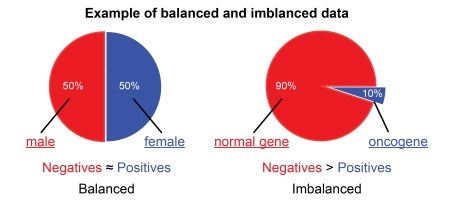 Example of balanced and imblanced data
50% 50% 90% 10%
male female normal gene oncogene
Negatives ≈ Positives Negatives > Positives
Balanced Imbalanced